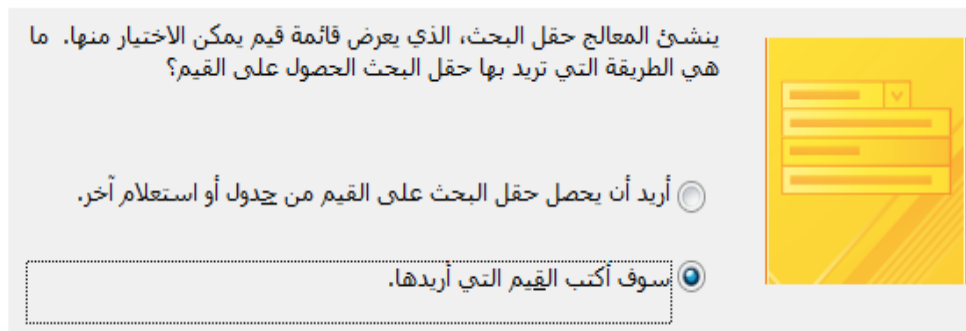 ينشئ المعالج حقل البحث، الذي يعرض قائمة قيم يمكن الاختيار منها. ما
هي الطريقة التي تريد بها حقل البحث الحصول على القيم؟
أريد أن يحصل حقل البحث على القيم من جدول أو استعلام آخر.
سوف أكتب القيم التي أريدها.